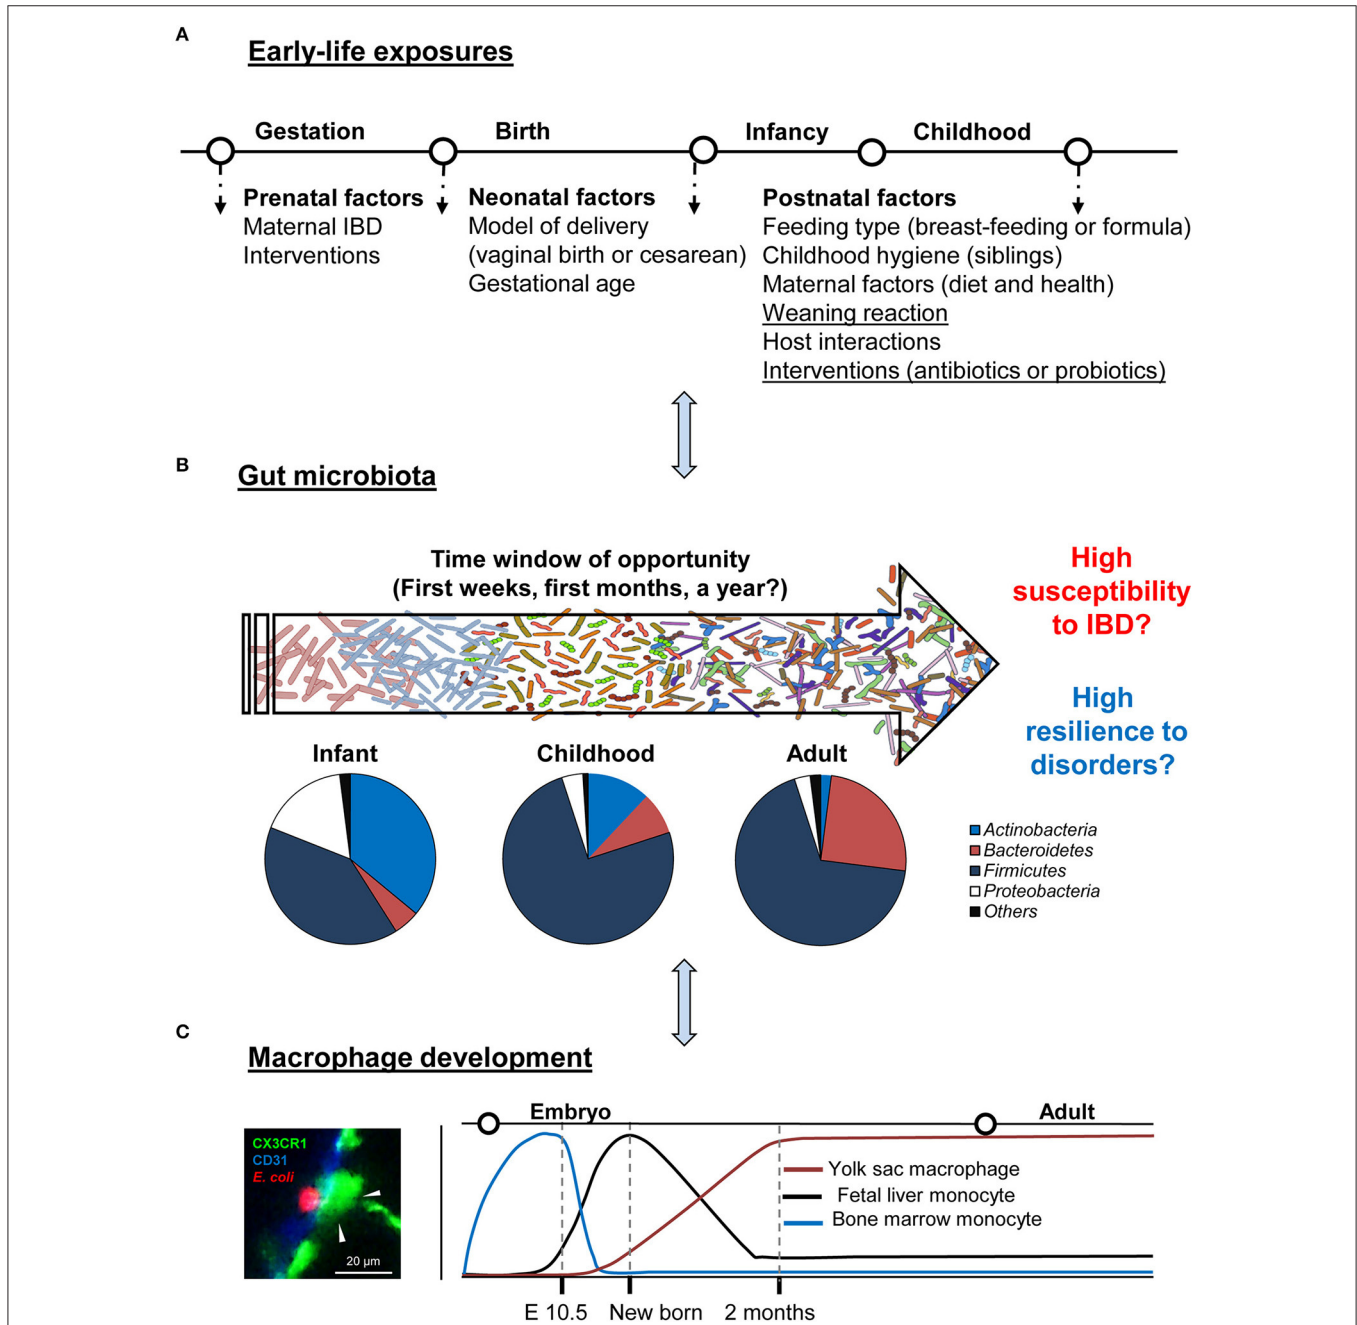 A
Early-life exposures
Gestation Birth Infancy Childhood
Prenatal factors
Maternal IBD
Interventions
Neonatal factors
Model of delivery
(vaginal birth or cesarean)
Gestational age
Postnatal factors
Feeding type (breast-feeding or formula)
Childhood hygiene (siblings)
Maternal factors (diet and health)
Weaning reaction
Host interactions
Interventions (antibiotics or probiotics)
B
Gut microbiota
Time window of opportunity
(First weeks, first months, a year?)
High
susceptibility
to IBD?
High
resilience to
disorders?
Infant Childhood Adult
Actinobacteria
Bacteroidetes
Firmicutes
Proteobacteria
Others
C
Macrophage development
CX3CR1
CD31
E. coli
20 μm
Embryo Adult
Yolk sac macrophage
Fetal liver monocyte
Bone marrow monocyte
E 10.5 New born 2 months